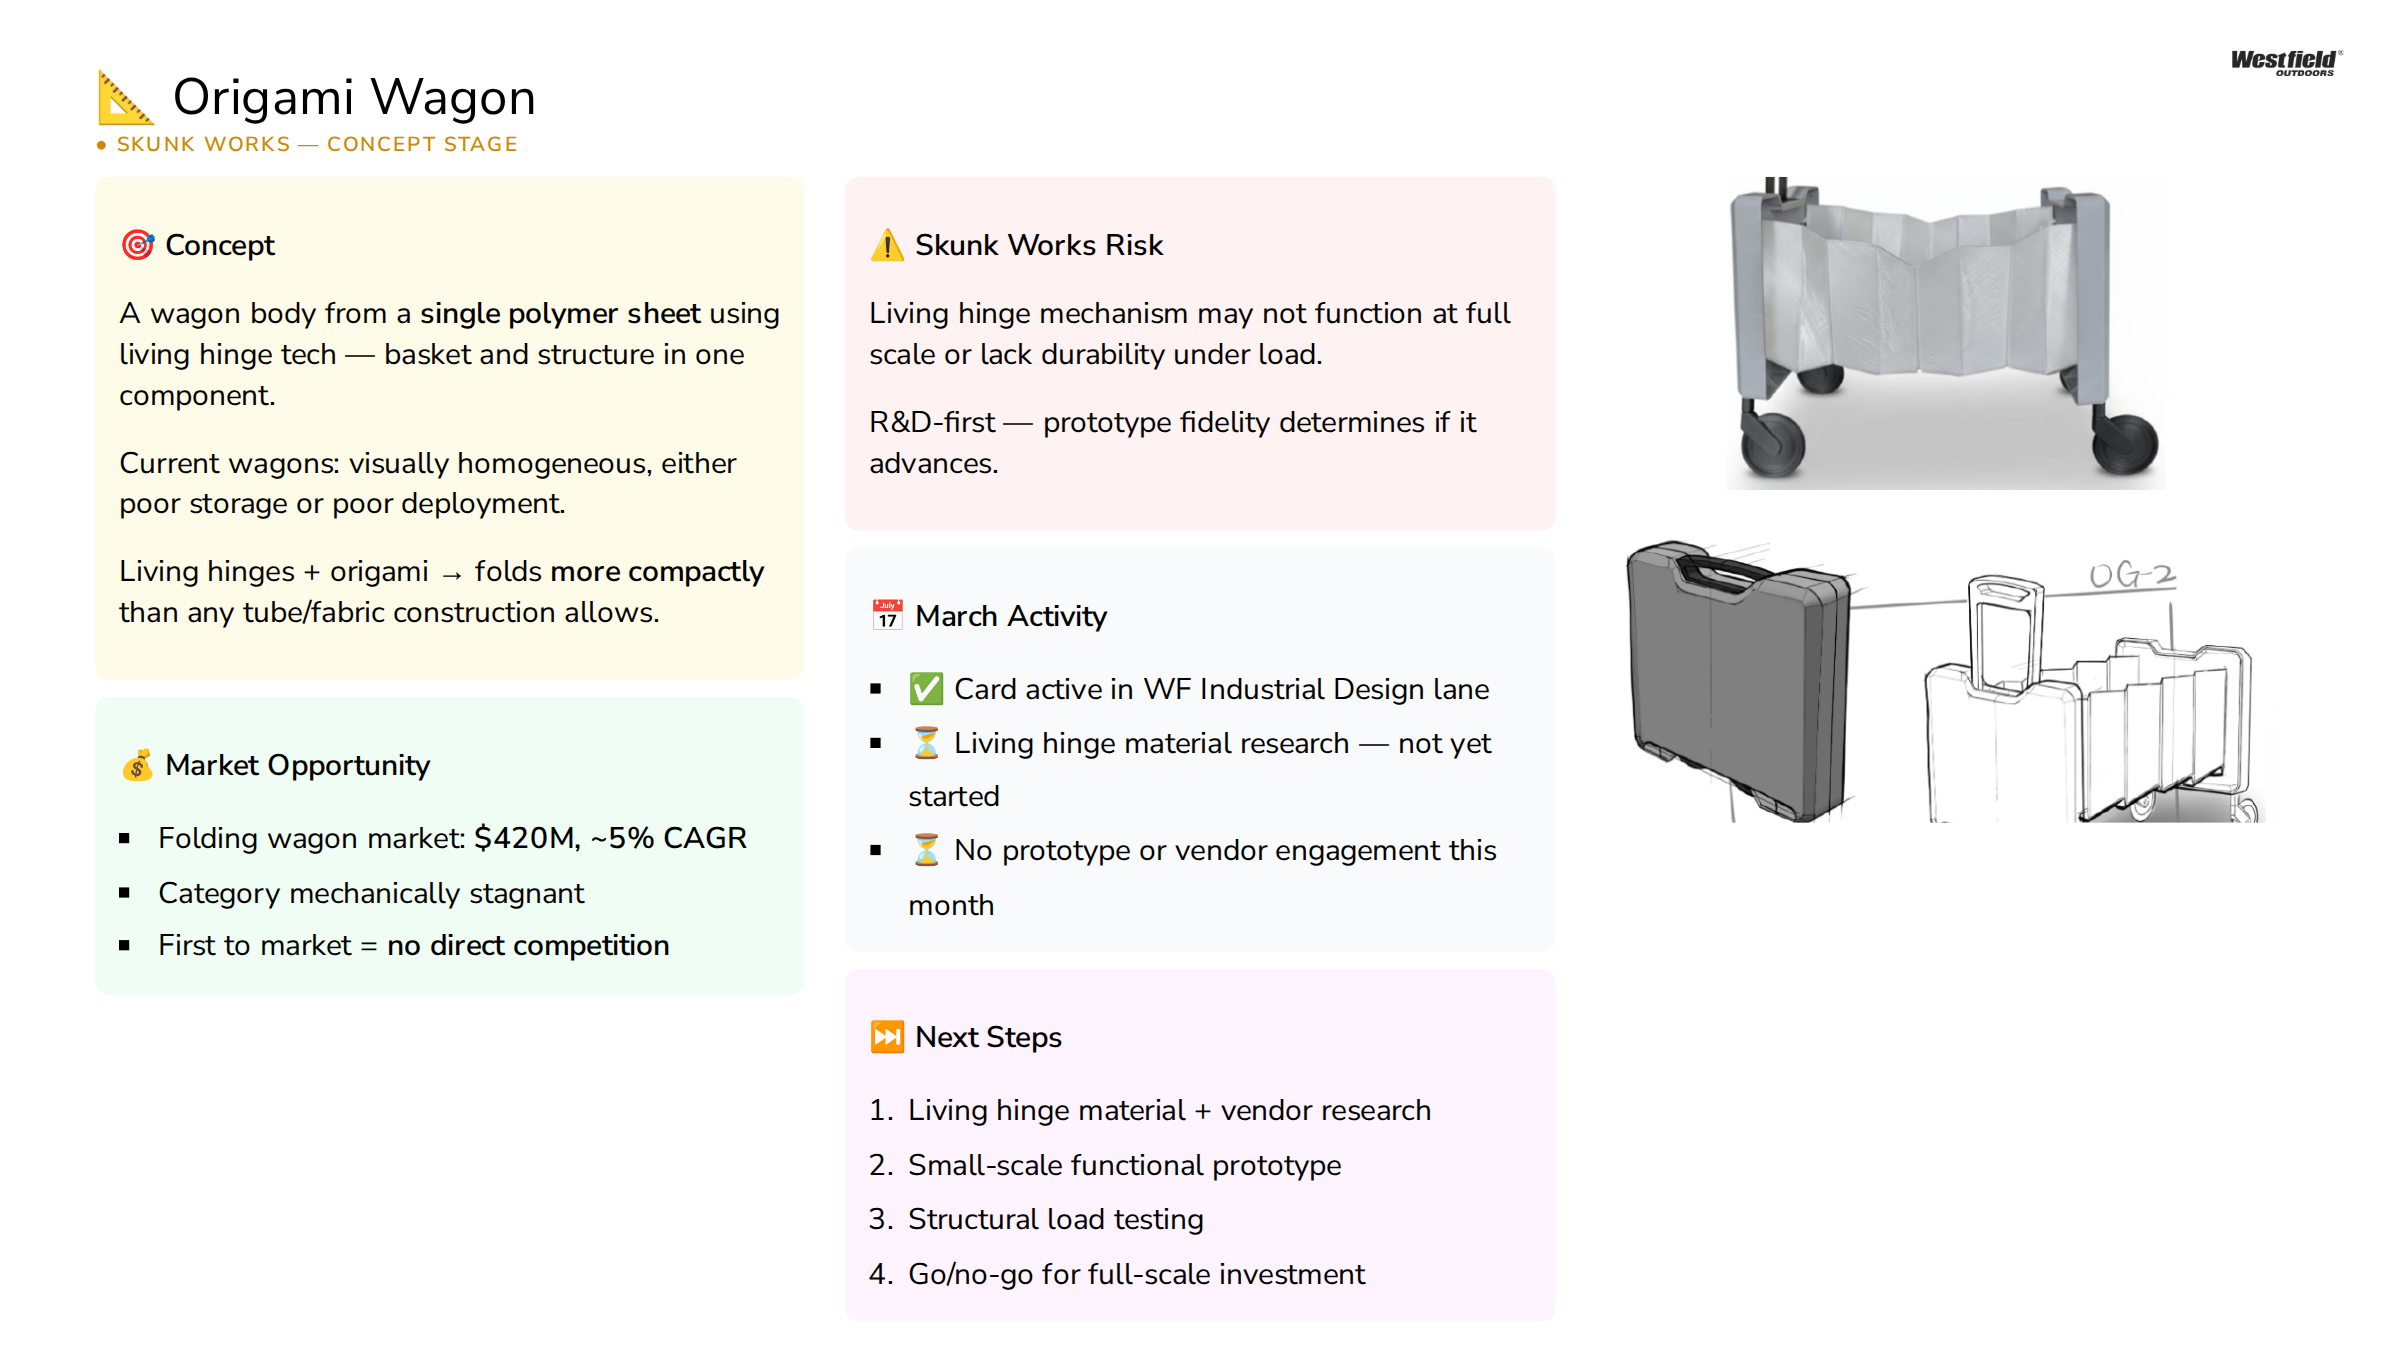 Westfield®
OUTDOORS
📐 Origami Wagon
● SKUNK WORKS — CONCEPT STAGE
🎯 Concept
A wagon body from a single polymer sheet using
living hinge tech — basket and structure in one
component.
Current wagons: visually homogeneous, either
poor storage or poor deployment.
Living hinges + origami → folds more compactly
than any tube/fabric construction allows.
💰 Market Opportunity
▪ Folding wagon market: $420M, ~5% CAGR
▪ Category mechanically stagnant
▪ First to market = no direct competition
⚠️ Skunk Works Risk
Living hinge mechanism may not function at full
scale or lack durability under load.
R&D-first — prototype fidelity determines if it
advances.
📅 March Activity
▪ ✅ Card active in WF Industrial Design lane
▪ ⏳ Living hinge material research — not yet
started
▪ ⏳ No prototype or vendor engagement this
month
⏭️ Next Steps
1. Living hinge material + vendor research
2. Small-scale functional prototype
3. Structural load testing
4. Go/no-go for full-scale investment
OG-2